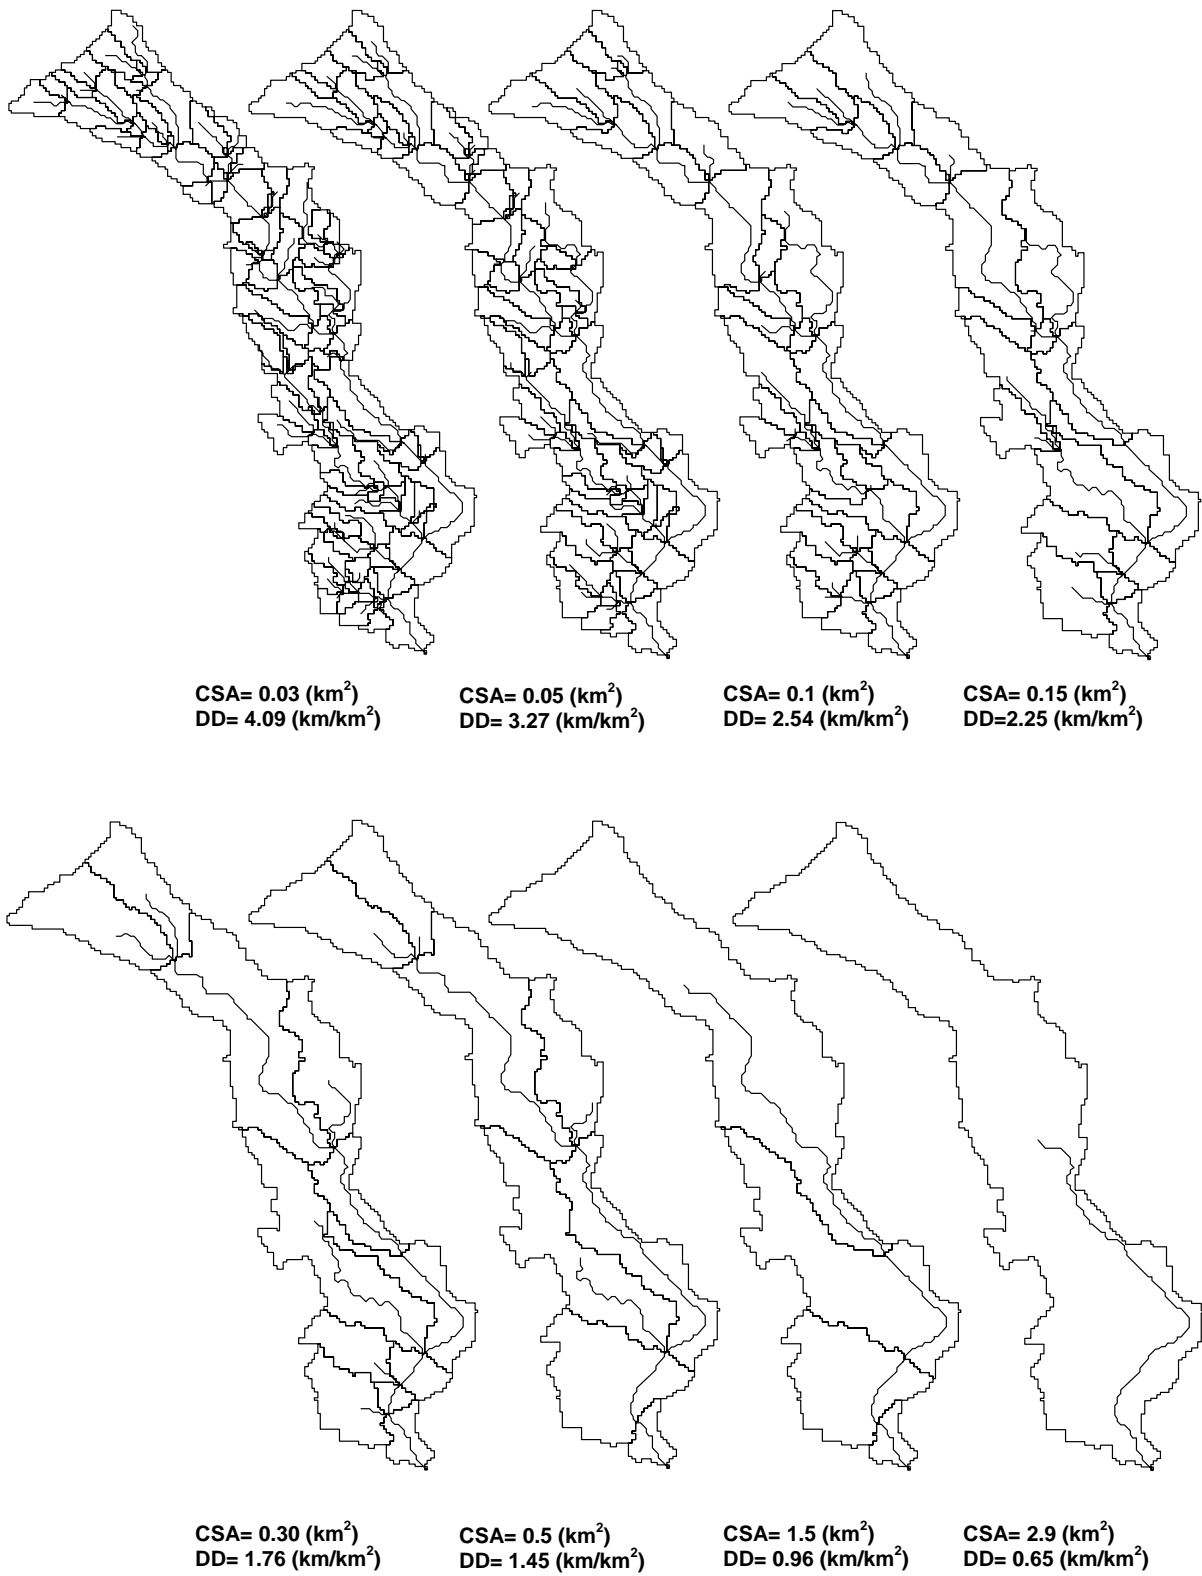 CSA= 0.03 (km²)
DD= 4.09 (km/km²)
CSA= 0.05 (km²)
DD= 3.27 (km/km²)
CSA= 0.1 (km²)
DD= 2.54 (km/km²)
CSA= 0.15 (km²)
DD=2.25 (km/km²)
CSA= 0.30 (km²)
DD= 1.76 (km/km²)
CSA= 0.5 (km²)
DD= 1.45 (km/km²)
CSA= 1.5 (km²)
DD= 0.96 (km/km²)
CSA= 2.9 (km²)
DD= 0.65 (km/km²)